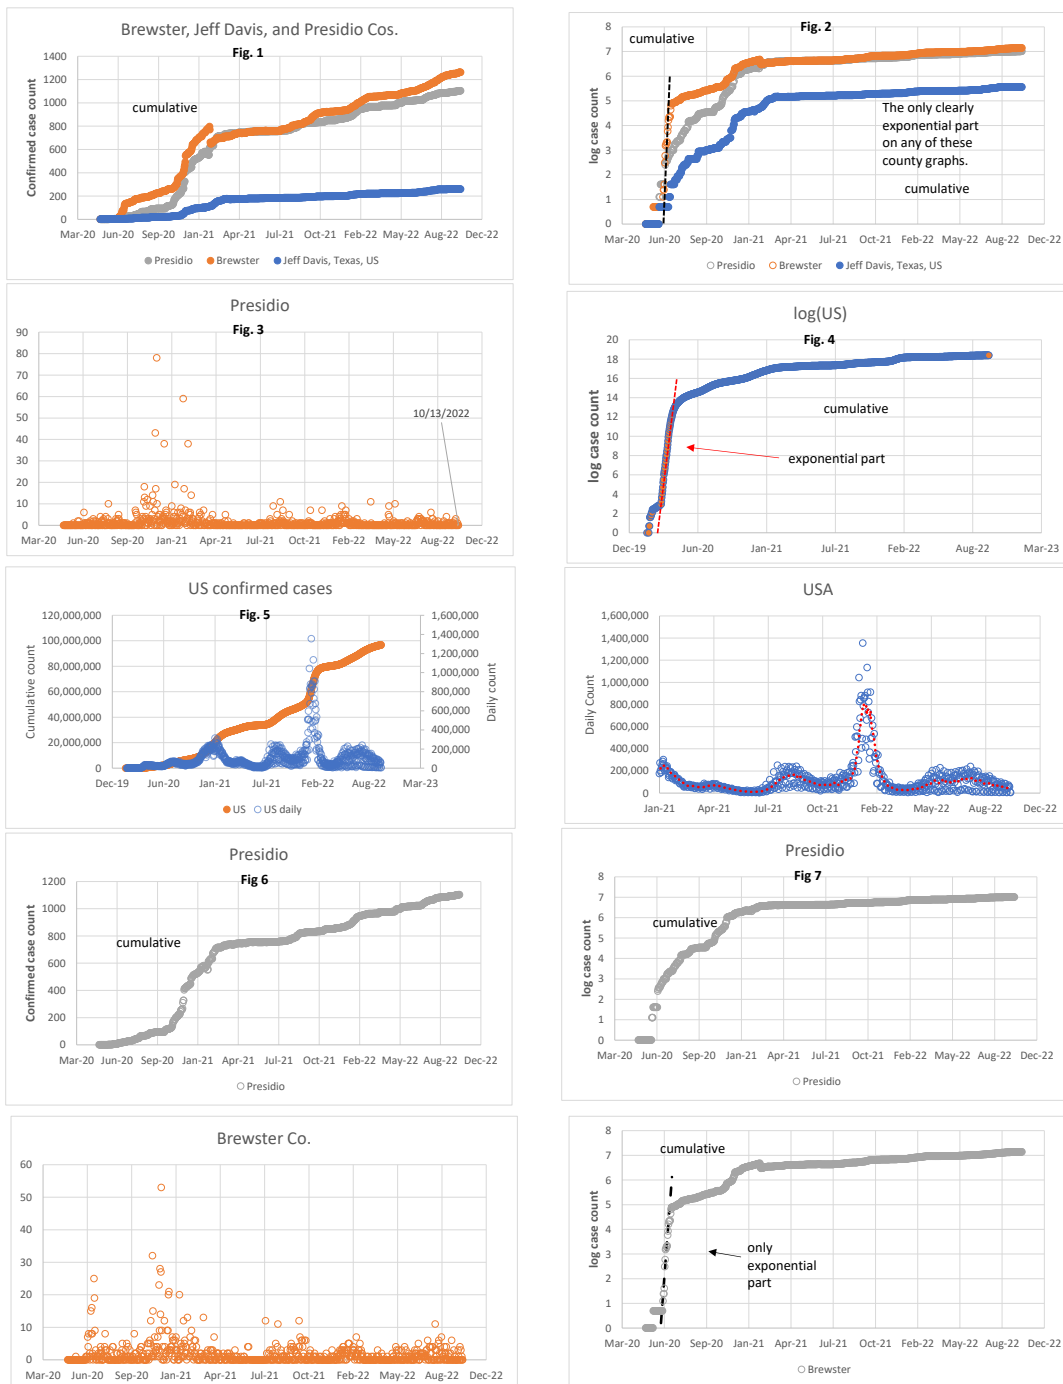 Brewster, Jeff Davis, and Presidio Cos.
Fig. 1
cumulative
Confirmed case count
1400
1200
1000
800
600
400
200
0
Mar-20 Jun-20 Sep-20 Jan-21 Apr-21 Jul-21 Oct-21 Feb-22 May-22 Aug-22 Dec-22
Presidio Brewster Jeff Davis, Texas, US
Fig. 2
cumulative
log case count
8
7
6
5
4
3
2
1
0
The only clearly
exponential part
on any of these
county graphs.
cumulative
Mar-20 Jun-20 Sep-20 Jan-21 Apr-21 Jul-21 Oct-21 Feb-22 May-22 Aug-22 Dec-22
Presidio Brewster Jeff Davis, Texas, US
Presidio
Fig. 3
90
80
70
60
50
40
30
20
10
0
10/13/2022
Mar-20 Jun-20 Sep-20 Jan-21 Apr-21 Jul-21 Oct-21 Feb-22 May-22 Aug-22 Dec-22
log(US)
Fig. 4
log case count
20
18
16
14
12
10
8
6
4
2
0
cumulative
exponential part
Dec-19 Jun-20 Jan-21 Jul-21 Feb-22 Aug-22 Mar-23
US confirmed cases
Fig. 5
Cumulative count
120,000,000
100,000,000
80,000,000
60,000,000
40,000,000
20,000,000
0
1,600,000
1,400,000
1,200,000
1,000,000
800,000
600,000
400,000
200,000
0
Daily count
Dec-19 Jun-20 Jan-21 Jul-21 Feb-22 Aug-22 Mar-23
US US daily
USA
Daily Count
1,600,000
1,400,000
1,200,000
1,000,000
800,000
600,000
400,000
200,000
0
Jan-21 Apr-21 Jul-21 Oct-21 Feb-22 May-22 Aug-22 Dec-22
Presidio
Fig 6
cumulative
Confirmed case count
1200
1000
800
600
400
200
0
Mar-20 Jun-20 Sep-20 Jan-21 Apr-21 Jul-21 Oct-21 Feb-22 May-22 Aug-22 Dec-22
Presidio
Presidio
Fig 7
cumulative
log case count
8
7
6
5
4
3
2
1
0
Mar-20 Jun-20 Sep-20 Jan-21 Apr-21 Jul-21 Oct-21 Feb-22 May-22 Aug-22 Dec-22
Presidio
Brewster Co.
60
50
40
30
20
10
0
Mar-20 Jun-20 Sep-20 Jan-21 Apr-21 Jul-21 Oct-21 Feb-22 May-22 Aug-22 Dec-22
cumulative
log case count
8
7
6
5
4
3
2
1
0
only
exponential
part
Mar-20 Jun-20 Sep-20 Jan-21 Apr-21 Jul-21 Oct-21 Feb-22 May-22 Aug-22 Dec-22
Brewster